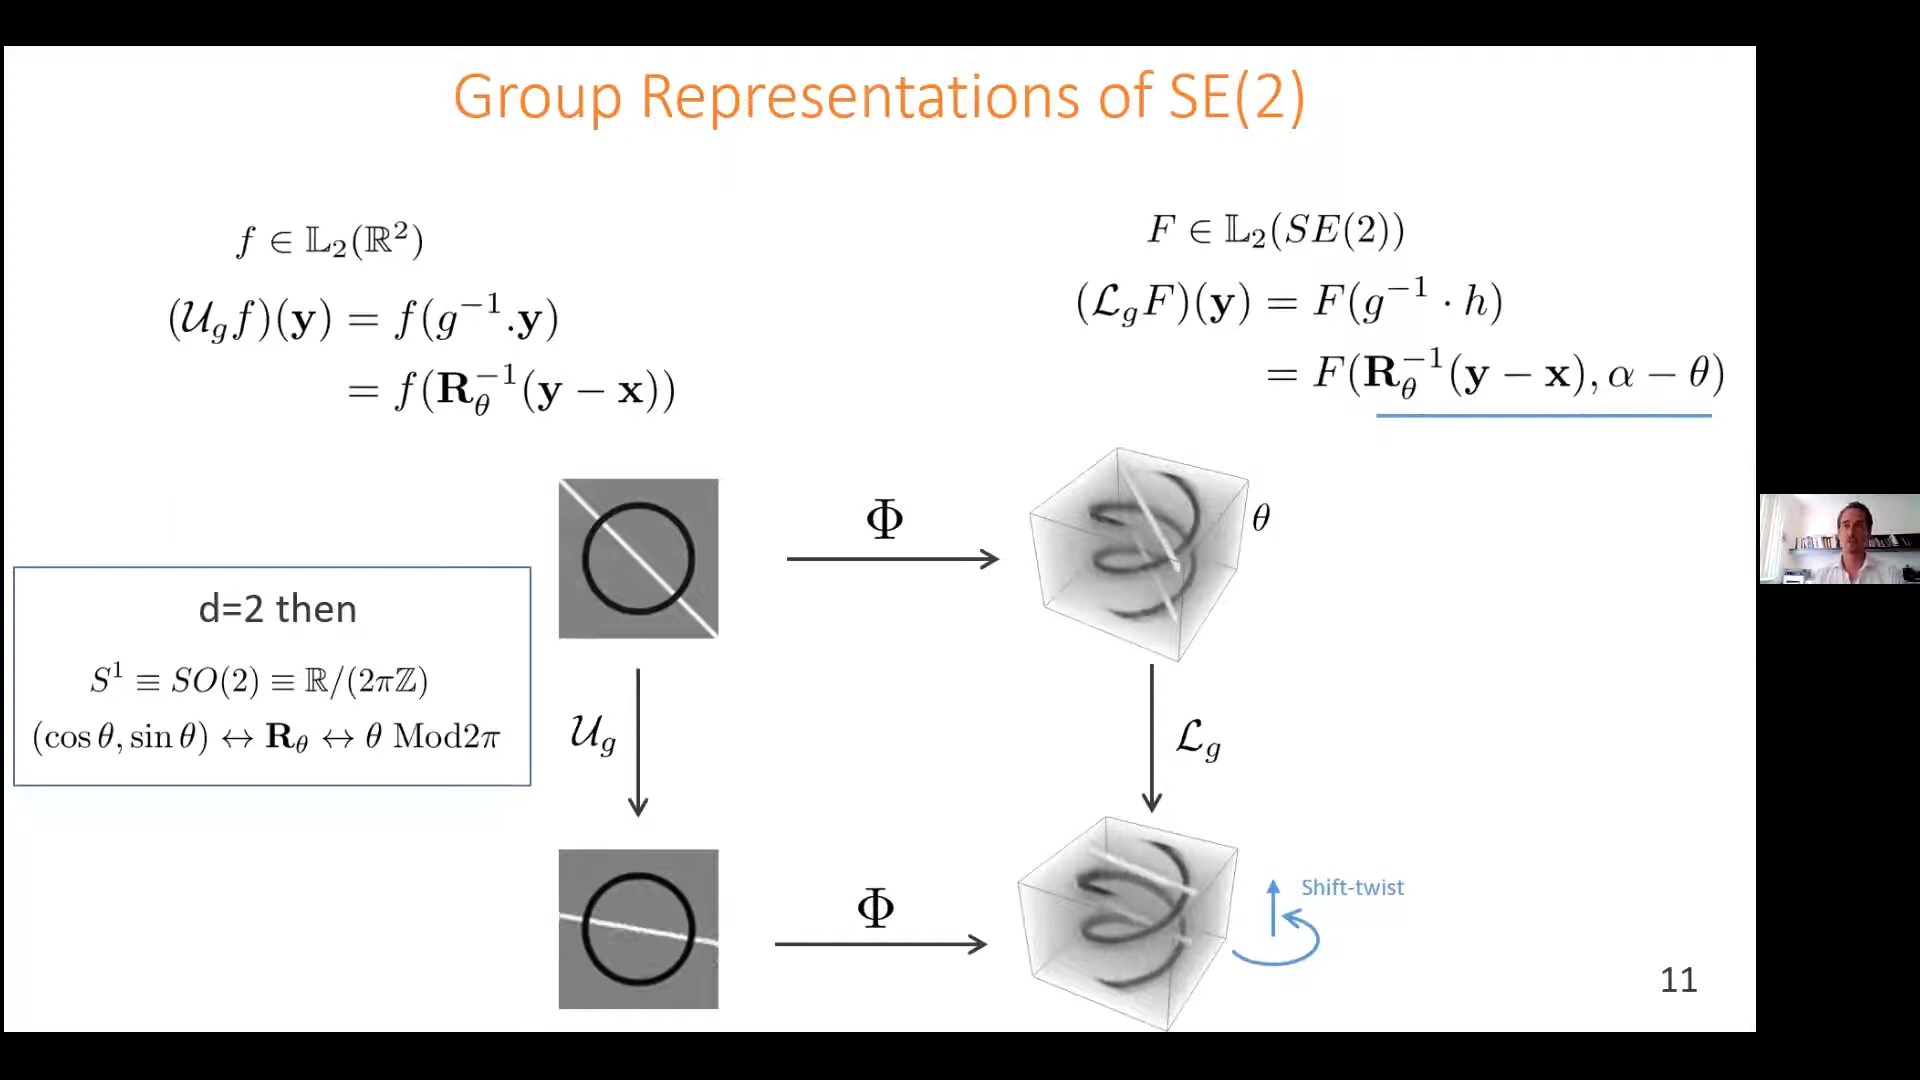 Group Representations of SE(2)
f ∈ 𝕃₂(ℝ²)
(𝒰_g f)(𝐲) = f(g⁻¹.𝐲)
= f(𝐑_θ⁻¹(𝐲 − 𝐱))
F ∈ 𝕃₂(SE(2))
(ℒ_g F)(𝐲) = F(g⁻¹ · h)
= F(𝐑_θ⁻¹(𝐲 − 𝐱), α − θ)
Φ
θ
d=2 then
S¹ ≡ SO(2) ≡ ℝ/(2πℤ)
(cos θ, sin θ) ↔ 𝐑_θ ↔ θ Mod2π
𝒰_g
ℒ_g
Φ
Shift-twist
11